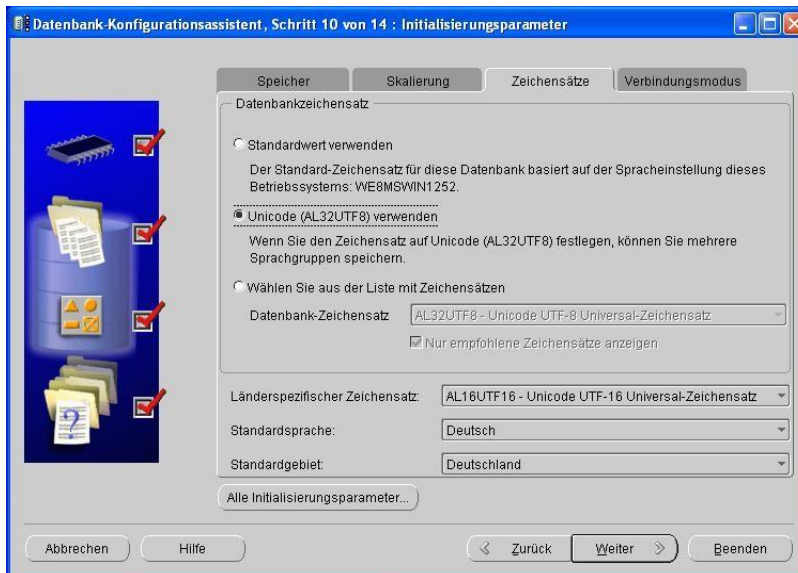 Datenbank-Konfigurationsassistent, Schritt 10 von 14 : Initialisierungsparameter
Speicher Skalierung Zeichensätze Verbindungsmodus
Datenbankzeichensatz
Standardwert verwenden
Der Standard-Zeichensatz für diese Datenbank basiert auf der Spracheinstellung dieses
Betriebssystems: WE8MSWIN1252.
Unicode (AL32UTF8) verwenden
Wenn Sie den Zeichensatz auf Unicode (AL32UTF8) festlegen, können Sie mehrere
Sprachgruppen speichern.
Wählen Sie aus der Liste mit Zeichensätzen
Datenbank-Zeichensatz AL32UTF8 - Unicode UTF-8 Universal-Zeichensatz
Nur empfohlene Zeichensätze anzeigen
Länderspezifischer Zeichensatz: AL16UTF16 - Unicode UTF-16 Universal-Zeichensatz
Standardsprache: Deutsch
Standardgebiet: Deutschland
Alle Initialisierungsparameter...
Abbrechen Hilfe Zurück Weiter Beenden
?